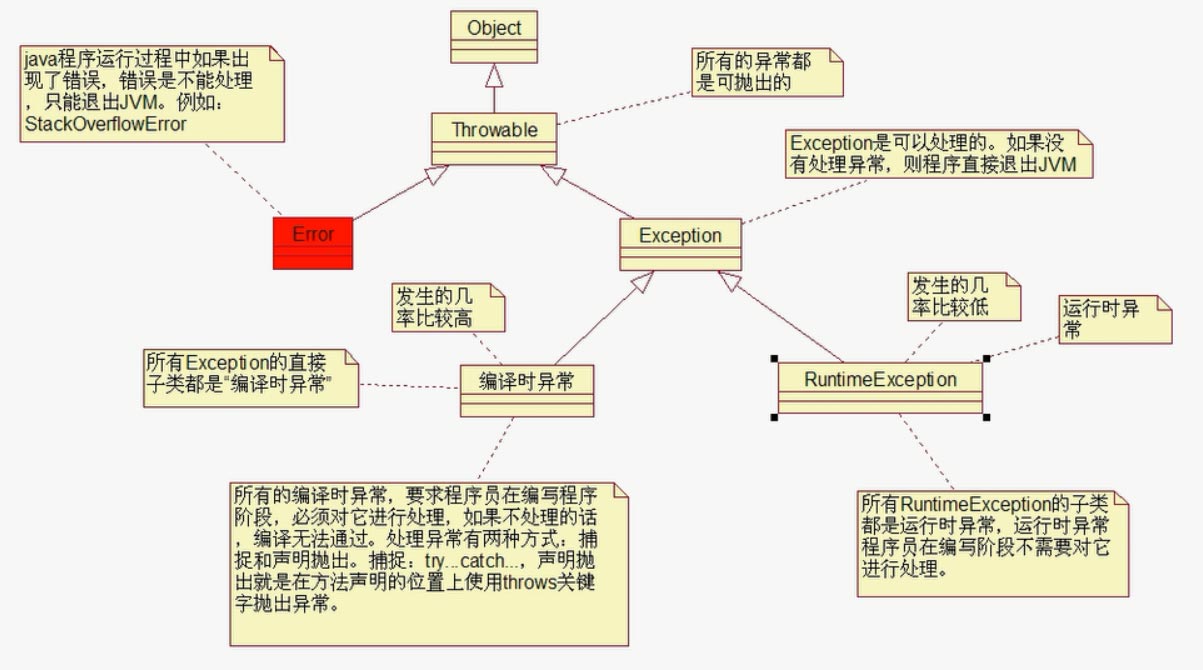 Object
java程序运行过程中如果出
现了错误，错误是不能处理
，只能退出JVM。例如：
StackOverflowError
所有的异常都
是可抛出的
Throwable
Exception是可以处理的。如果没
有处理异常，则程序直接退出JVM
Error
Exception
发生的几
率比较高
发生的几
率比较低
运行时异
常
所有Exception的直接
子类都是“编译时异常”
编译时异常
RuntimeException
所有的编译时异常，要求程序员在编写程序
阶段，必须对它进行处理，如果不处理的话
，编译无法通过。处理异常有两种方式：捕
捉和声明抛出。捕捉：try...catch...，声明抛
出就是在方法声明的位置上使用throws关键
字抛出异常。
所有RuntimeException的子类
都是运行时异常，运行时异常
程序员在编写阶段不需要对它
进行处理。